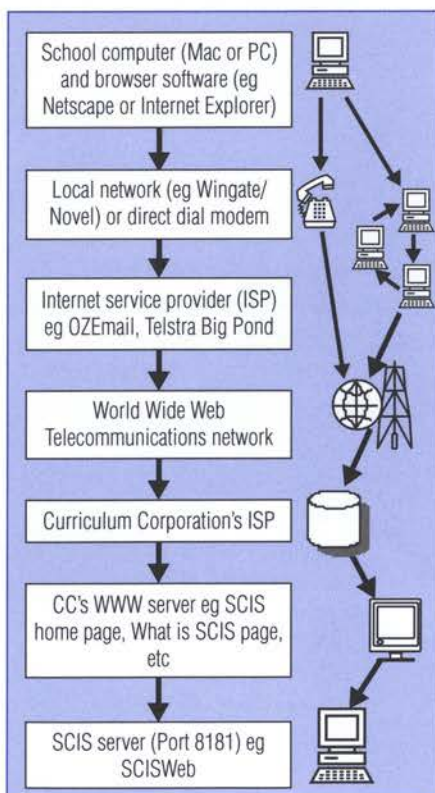 School computer (Mac or PC)
and browser software (eg
Netscape or Internet Explorer)
Local network (eg Wingate/
Novel) or direct dial modem
Internet service provider (ISP)
eg OZEmail, Telstra Big Pond
World Wide Web
Telecommunications network
Curriculum Corporation's ISP
CC's WWW server eg SCIS
home page, What is SCIS page,
etc
SCIS server (Port 8181) eg
SCISWeb